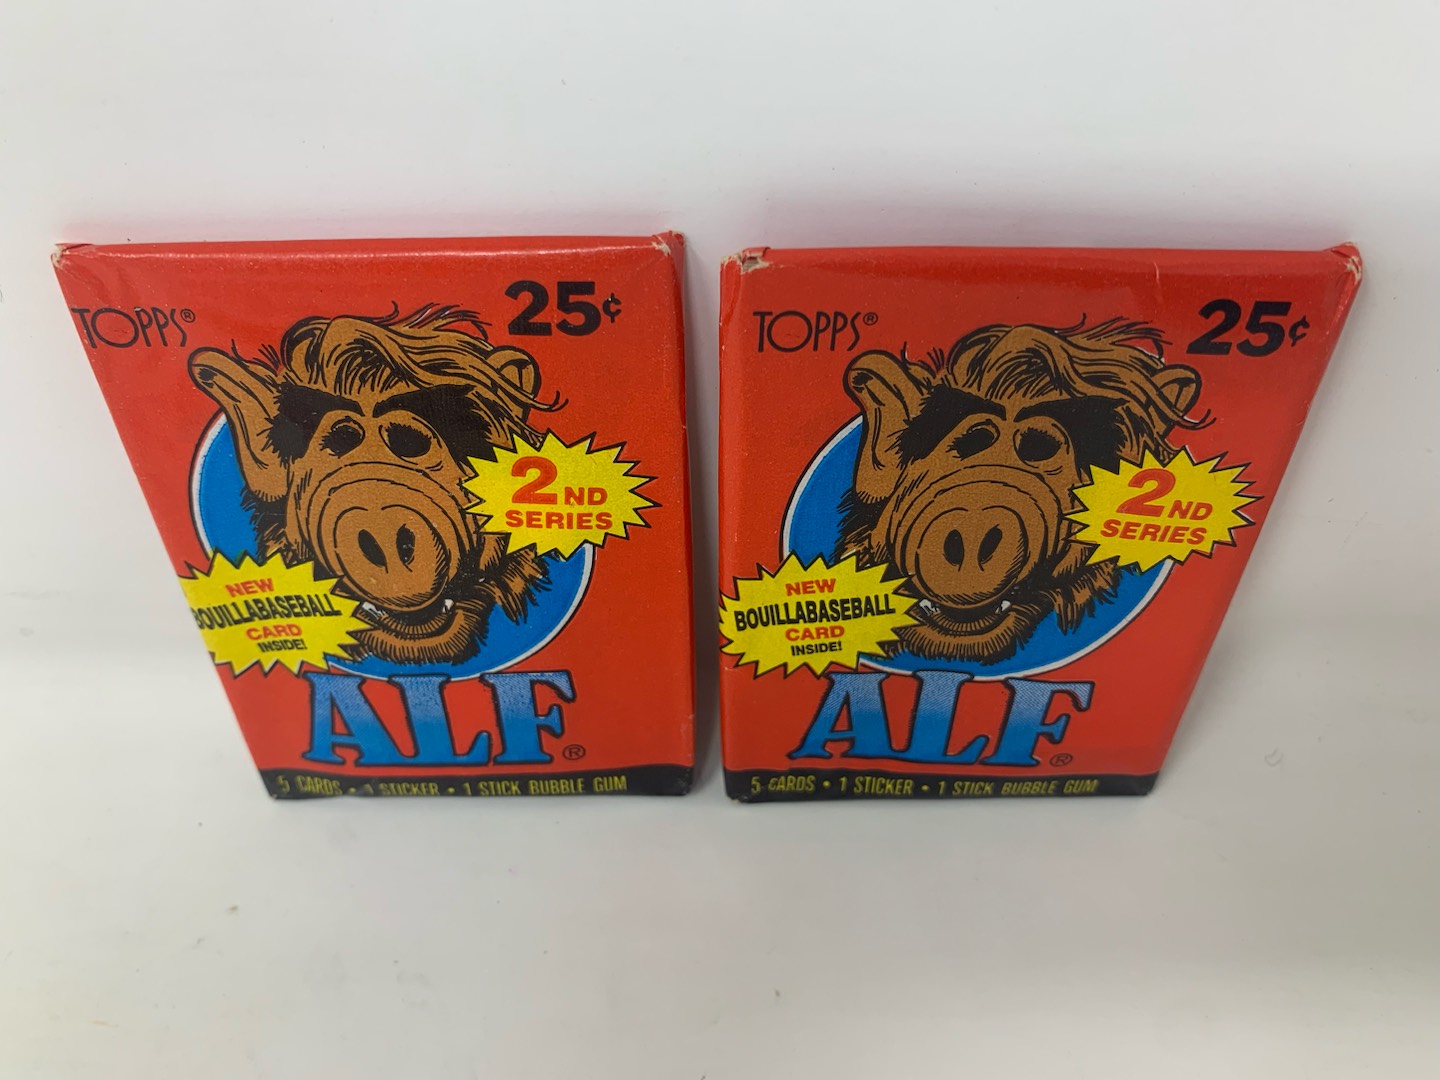 TOPPS®
25¢
2ND
SERIES
NEW
BOUILLABASEBALL
CARD
INSIDE!
ALF®
5 CARDS • 1 STICKER • 1 STICK BUBBLE GUM
TOPPS®
25¢
2ND
SERIES
NEW
BOUILLABASEBALL
CARD
INSIDE!
ALF®
5 CARDS • 1 STICKER • 1 STICK BUBBLE GUM